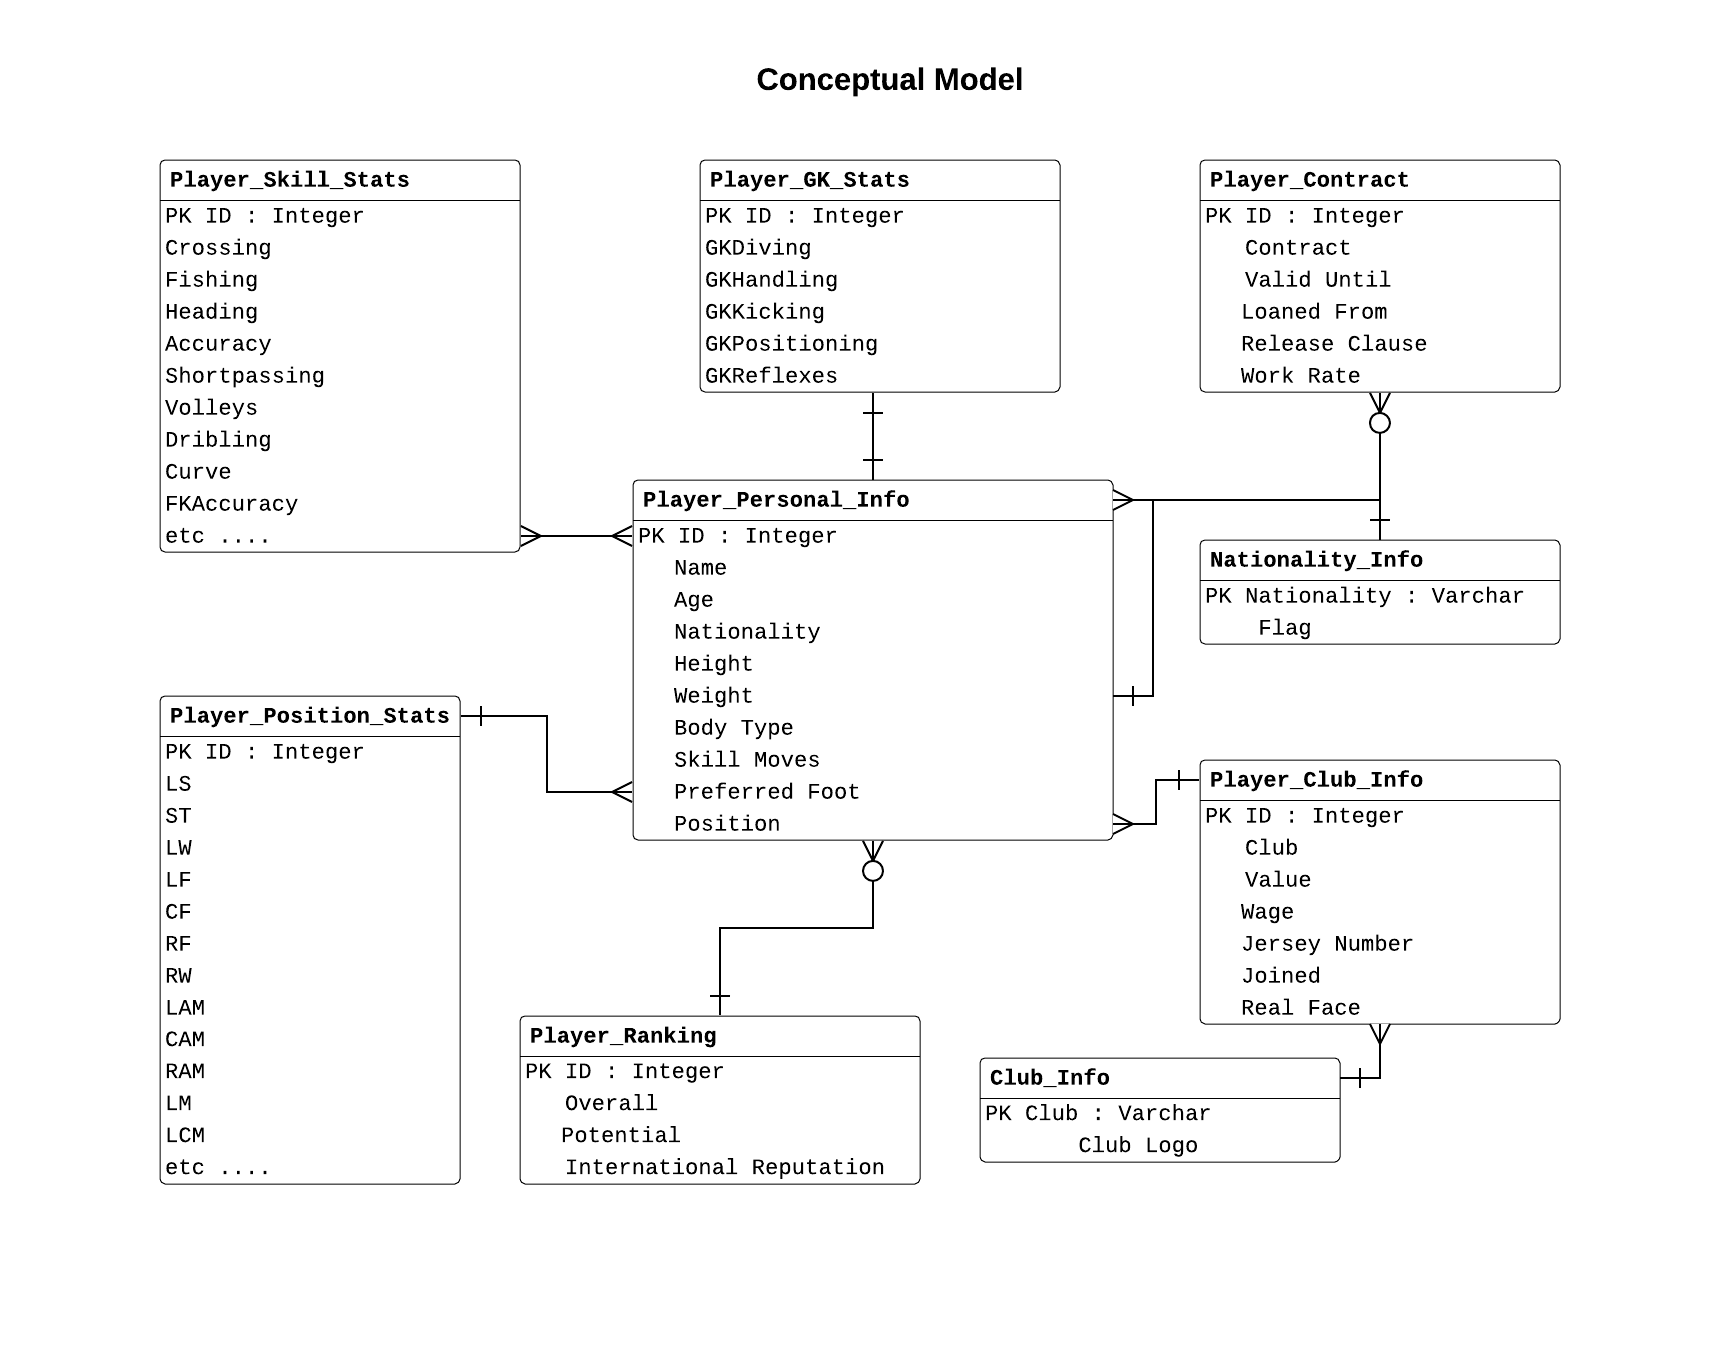 Conceptual Model
Player_Skill_Stats
PK ID : Integer
Crossing
Fishing
Heading
Accuracy
Shortpassing
Volleys
Dribling
Curve
FKAccuracy
etc ....
Player_GK_Stats
PK ID : Integer
GKDiving
GKHandling
GKKicking
GKPositioning
GKReflexes
Player_Contract
PK ID : Integer
Contract
Valid Until
Loaned From
Release Clause
Work Rate
Player_Personal_Info
PK ID : Integer
Name
Age
Nationality
Height
Weight
Body Type
Skill Moves
Preferred Foot
Position
Nationality_Info
PK Nationality : Varchar
Flag
Player_Position_Stats
PK ID : Integer
LS
ST
LW
LF
CF
RF
RW
LAM
CAM
RAM
LM
LCM
etc ....
Player_Club_Info
PK ID : Integer
Club
Value
Wage
Jersey Number
Joined
Real Face
Player_Ranking
PK ID : Integer
Overall
Potential
International Reputation
Club_Info
PK Club : Varchar
Club Logo